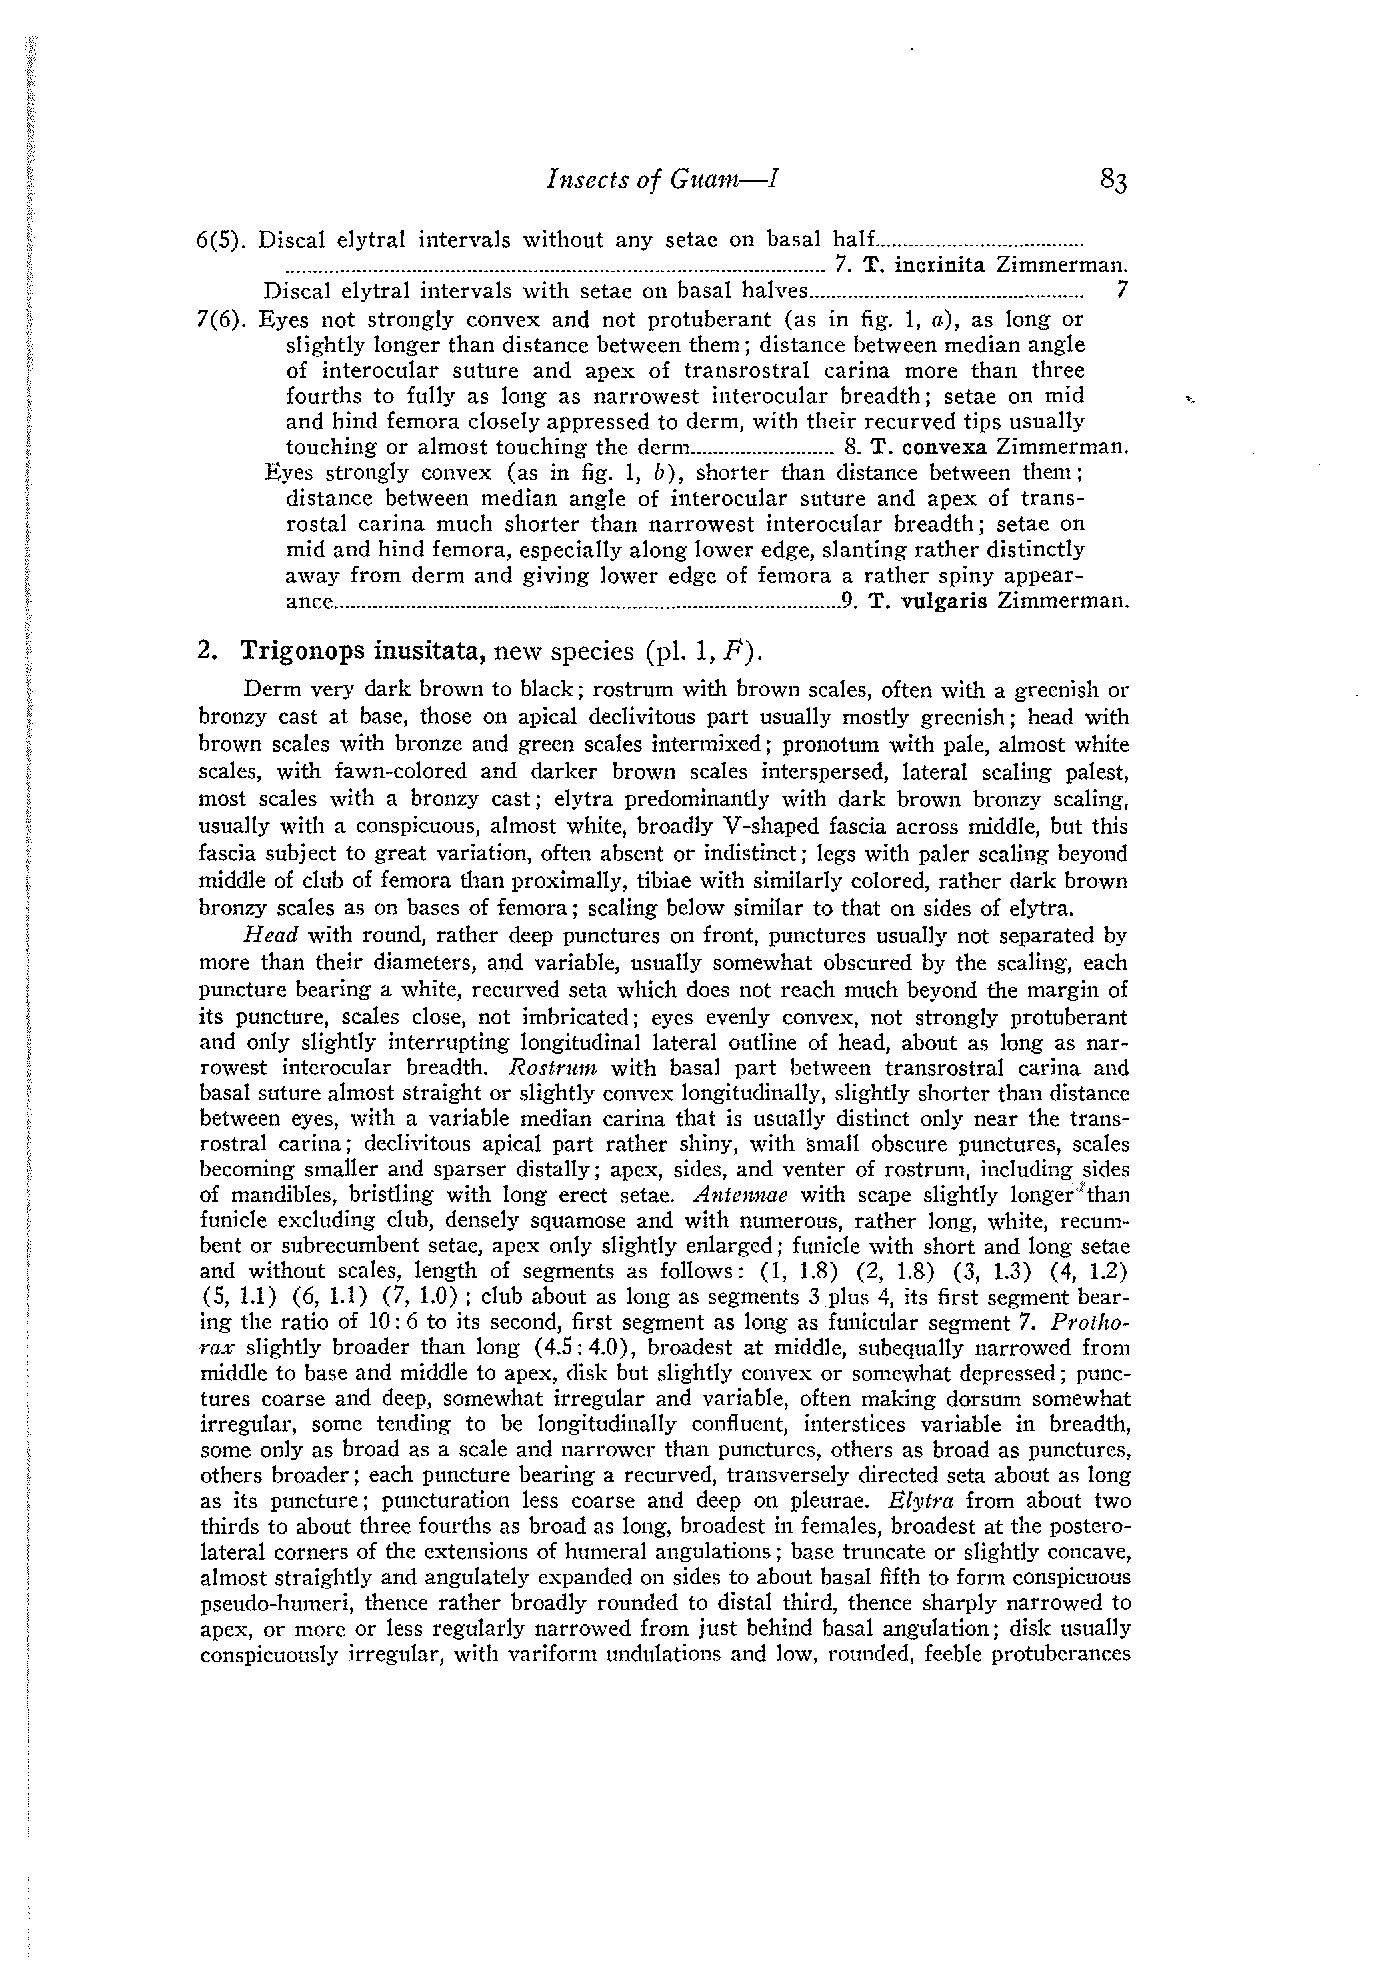 Insects of Guam—I 83
6(5). Discal elytral intervals without any setae on basal half
7. T. incrinita Zimmerman.
Discal elytral intervals with setae on basal halves 7
7(6). Eyes not strongly convex and not protuberant (as in fig. 1, a), as long or
slightly longer than distance between them; distance between median angle
of interocular suture and apex of transrostral carina more than three
fourths to fully as long as narrowest interocular breadth; setae on mid
and hind femora closely appressed to derm, with their recurved tips usually
touching or almost touching the derm 8. T. convexa Zimmerman.
Eyes strongly convex (as in fig. 1, b), shorter than distance between them;
distance between median angle of interocular suture and apex of trans-
rostal carina much shorter than narrowest interocular breadth; setae on
mid and hind femora, especially along lower edge, slanting rather distinctly
away from derm and giving lower edge of femora a rather spiny appear-
ance 9. T. vulgaris Zimmerman.
2. Trigonops inusitata, new species (pl. 1, F).
Derm very dark brown to black; rostrum with brown scales, often with a greenish or
bronzy cast at base, those on apical declivitous part usually mostly greenish; head with
brown scales with bronze and green scales intermixed; pronotum with pale, almost white
scales, with fawn-colored and darker brown scales interspersed, lateral scaling palest,
most scales with a bronzy cast; elytra predominantly with dark brown bronzy scaling,
usually with a conspicuous, almost white, broadly V-shaped fascia across middle, but this
fascia subject to great variation, often absent or indistinct; legs with paler scaling beyond
middle of club of femora than proximally, tibiae with similarly colored, rather dark brown
bronzy scales as on bases of femora; scaling below similar to that on sides of elytra.
Head with round, rather deep punctures on front, punctures usually not separated by
more than their diameters, and variable, usually somewhat obscured by the scaling, each
puncture bearing a white, recurved seta which does not reach much beyond the margin of
its puncture, scales close, not imbricated; eyes evenly convex, not strongly protuberant
and only slightly interrupting longitudinal lateral outline of head, about as long as nar-
rowest interocular breadth. Rostrum with basal part between transrostral carina and
basal suture almost straight or slightly convex longitudinally, slightly shorter than distance
between eyes, with a variable median carina that is usually distinct only near the trans-
rostral carina; declivitous apical part rather shiny, with small obscure punctures, scales
becoming smaller and sparser distally; apex, sides, and venter of rostrum, including sides
of mandibles, bristling with long erect setae. Antennae with scape slightly longer than
funicle excluding club, densely squamose and with numerous, rather long, white, recum-
bent or subrecumbent setae, apex only slightly enlarged; funicle with short and long setae
and without scales, length of segments as follows: (1, 1.8) (2, 1.8) (3, 1.3) (4, 1.2)
(5, 1.1) (6, 1.1) (7, 1.0); club about as long as segments 3 plus 4, its first segment bear-
ing the ratio of 10:6 to its second, first segment as long as funicular segment 7. Protho-
rax slightly broader than long (4.5:4.0), broadest at middle, subequally narrowed from
middle to base and middle to apex, disk but slightly convex or somewhat depressed; punc-
tures coarse and deep, somewhat irregular and variable, often making dorsum somewhat
irregular, some tending to be longitudinally confluent, interstices variable in breadth,
some only as broad as a scale and narrower than punctures, others as broad as punctures,
others broader; each puncture bearing a recurved, transversely directed seta about as long
as its puncture; puncturation less coarse and deep on pleurae. Elytra from about two
thirds to about three fourths as broad as long, broadest in females, broadest at the postero-
lateral corners of the extensions of humeral angulations; base truncate or slightly concave,
almost straightly and angulately expanded on sides to about basal fifth to form conspicuous
pseudo-humeri, thence rather broadly rounded to distal third, thence sharply narrowed to
apex, or more or less regularly narrowed from just behind basal angulation; disk usually
conspicuously irregular, with variform undulations and low, rounded, feeble protuberances